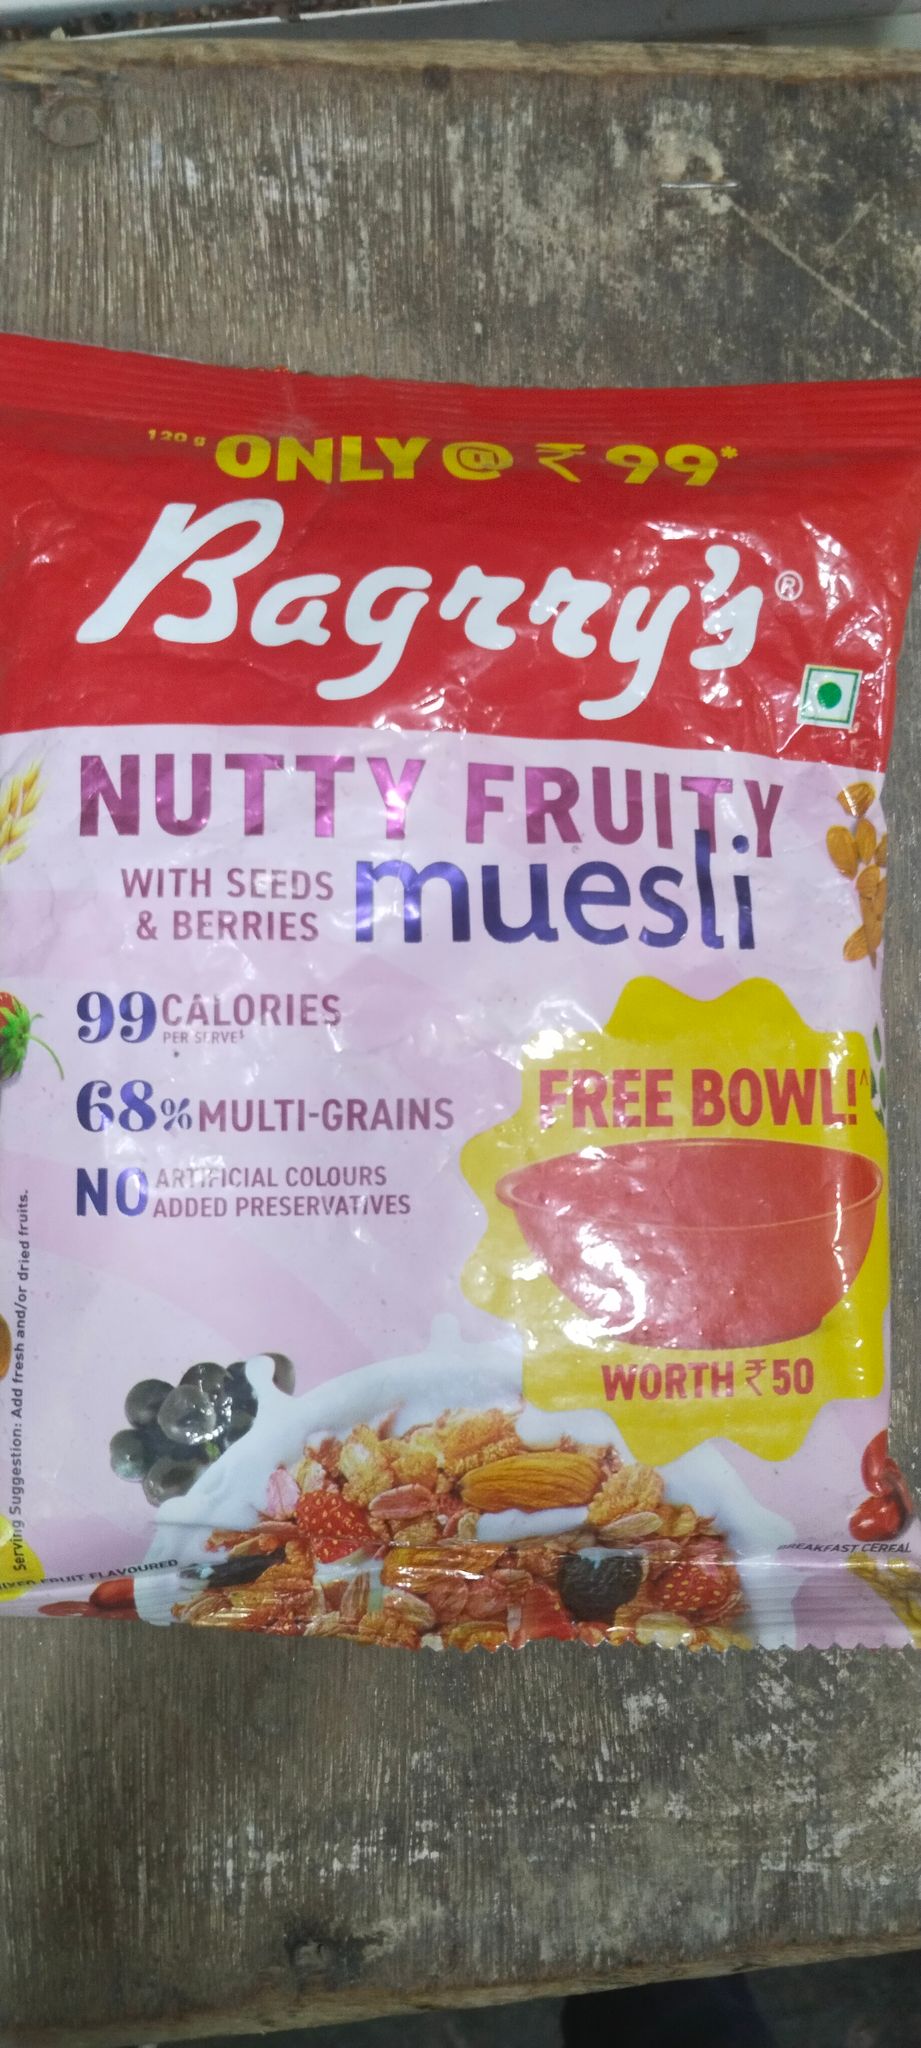 120 g ONLY @ ₹ 99*
Bagrry's®
NUTTY FRUITY
WITH SEEDS
& BERRIES
muesli
99 CALORIES
PER SERVE
68% MULTI-GRAINS
NO ARTIFICIAL COLOURS
ADDED PRESERVATIVES
FREE BOWL!^
WORTH ₹ 50
Serving Suggestion: Add fresh and/or dried fruits.
FRUIT FLAVOURED
BREAKFAST CEREAL